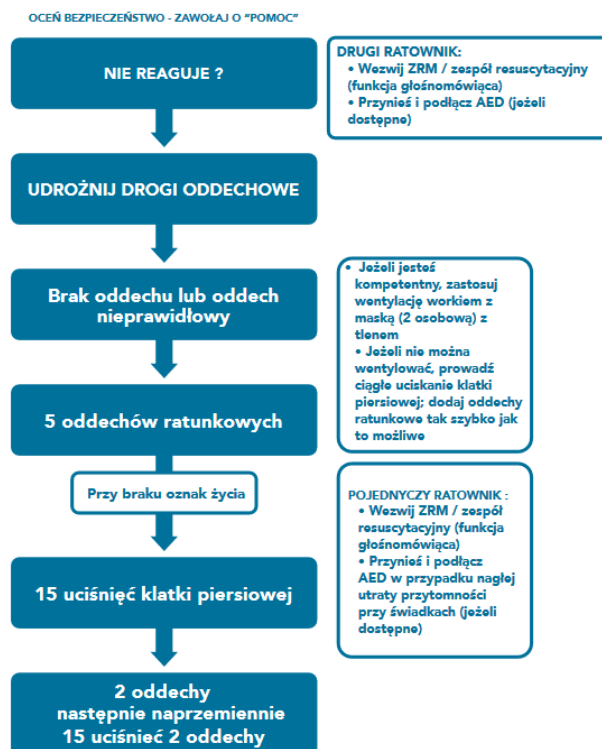 OCEŃ BEZPIECZEŃSTWO - ZAWOŁAJ O “POMOC”
NIE REAGUJE ?
DRUGI RATOWNIK:
• Wezwij ZRM / zespół resuscytacyjny
(funkcja głośnomówiąca)
• Przynieś i podłącz AED (jeżeli
dostępne)
UDROŻNIJ DROGI ODDECHOWE
Brak oddechu lub oddech
nieprawidłowy
• Jeżeli jesteś
kompetentny, zastosuj
wentylację workiem z
maską (2 osobową) z
tlenem
• Jeżeli nie można
wentylować, prowadź
ciągłe uciskanie klatki
piersiowej; dodaj oddechy
ratunkowe tak szybko jak
to możliwe
5 oddechów ratunkowych
Przy braku oznak życia
POJEDYNCZY RATOWNIK :
• Wezwij ZRM / zespół
resuscytacyjny (funkcja
głośnomówiąca)
• Przynieś i podłącz
AED w przypadku nagłej
utraty przytomności
przy świadkach (jeżeli
dostępne)
15 uciśnięć klatki piersiowej
2 oddechy
następnie naprzemiennie
15 uciśnieć 2 oddechy